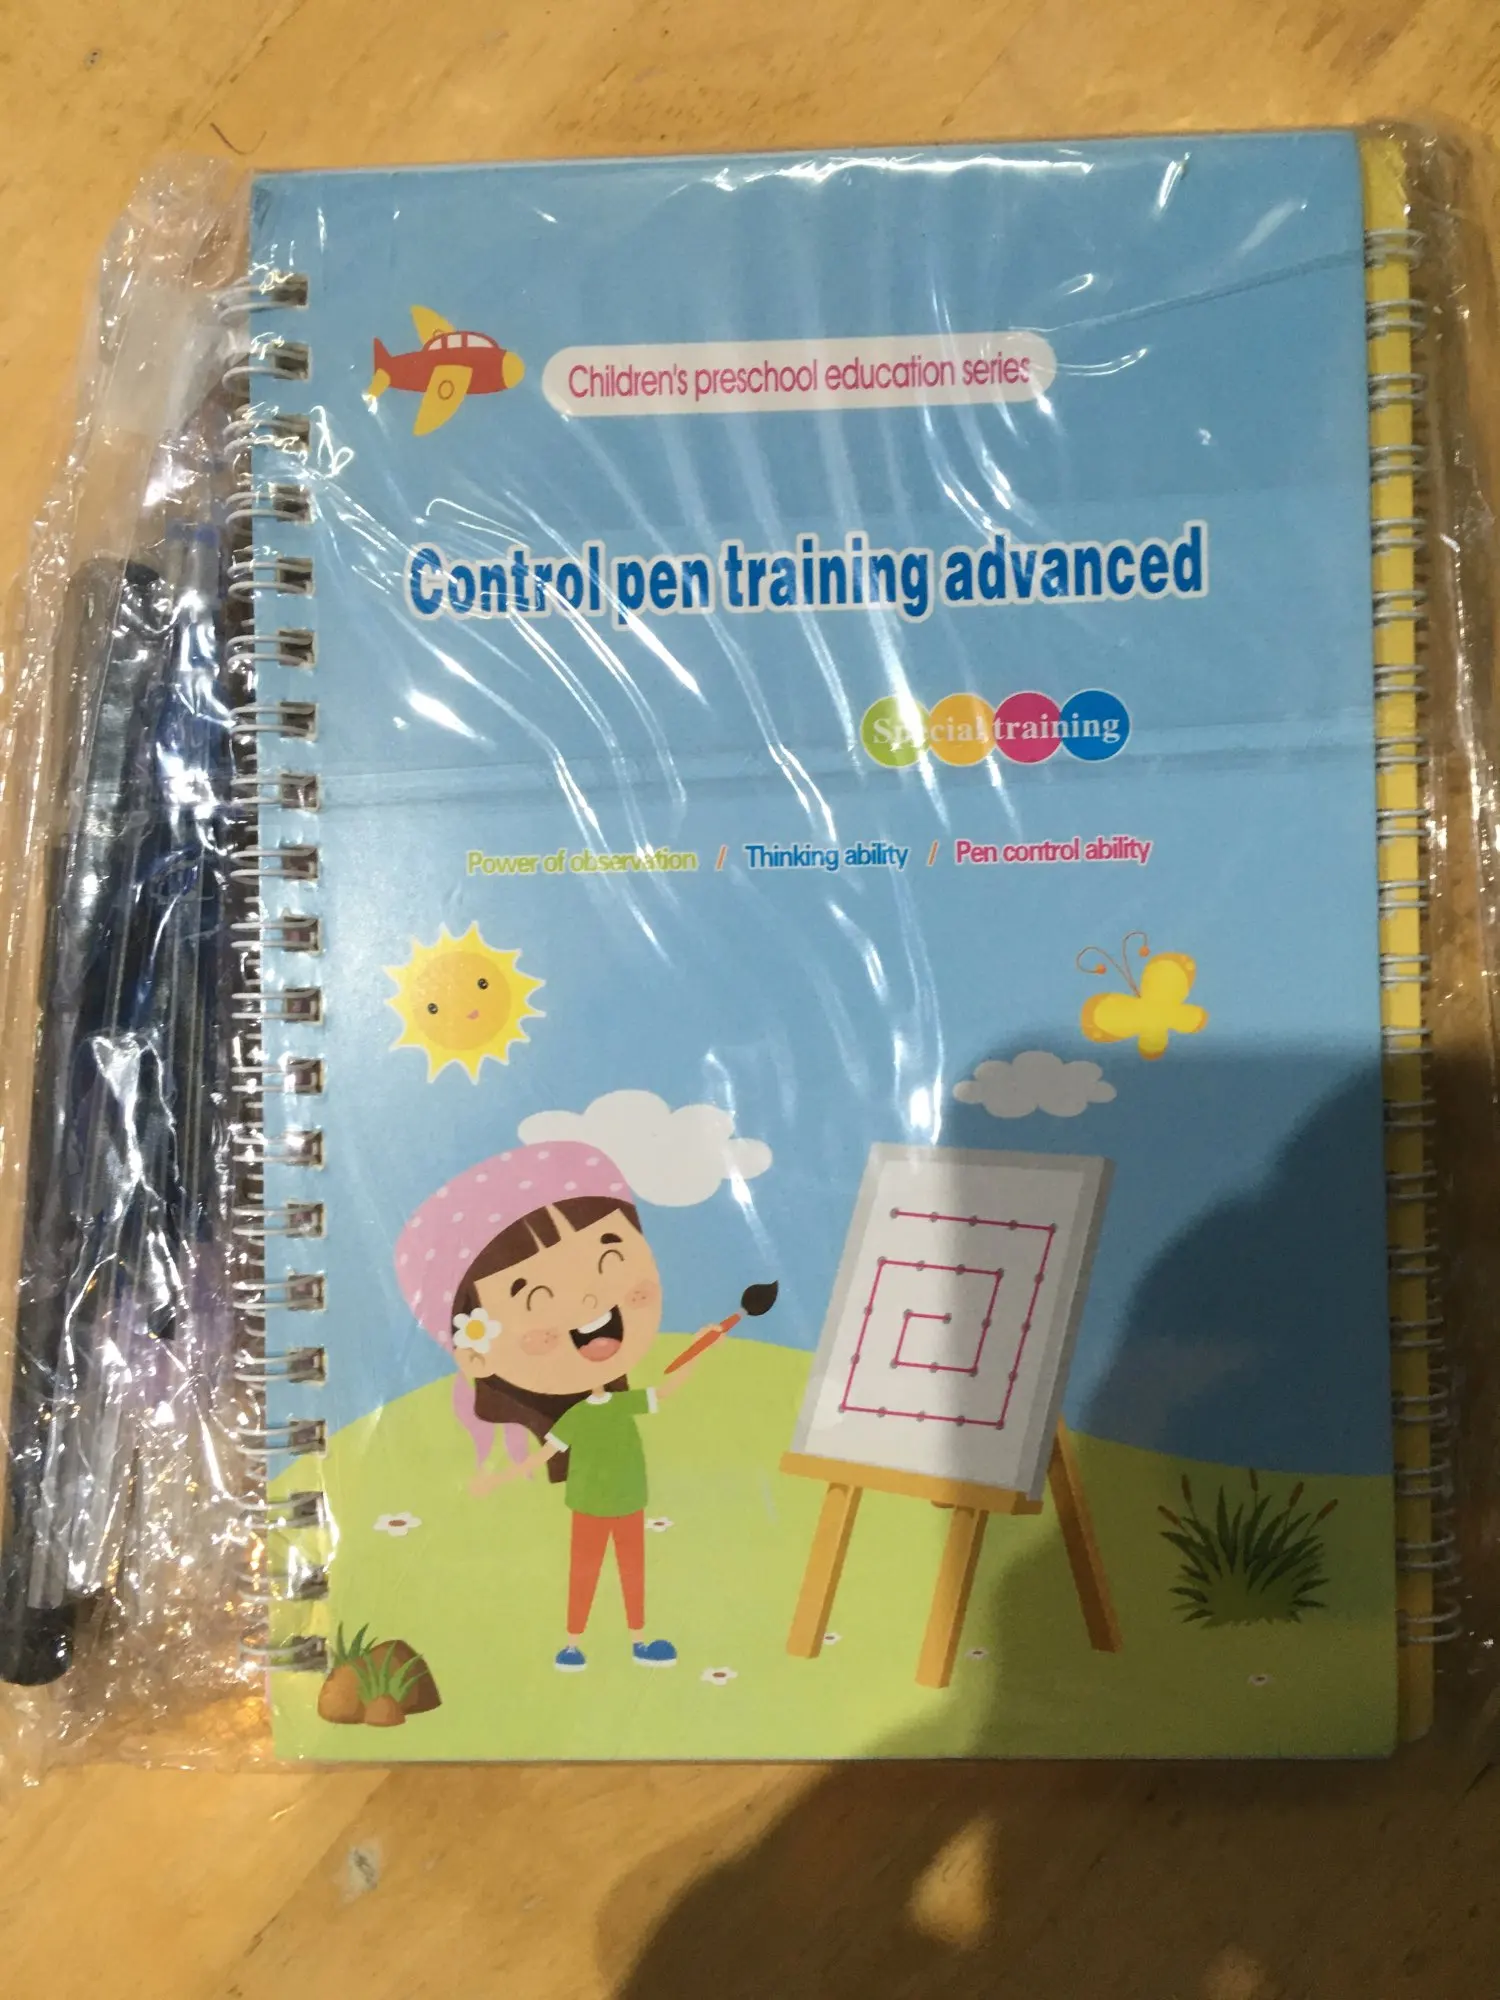 Children's preschool education series
Control pen training advanced
Special training
Power of observation / Thinking ability / Pen control ability